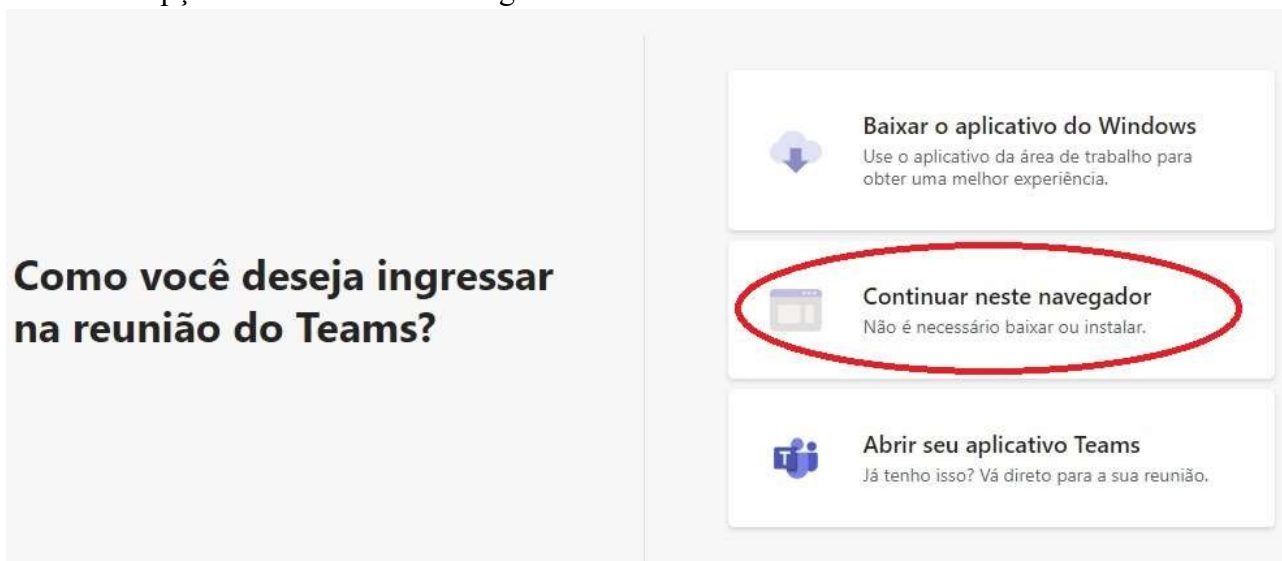 Como você deseja ingressar
na reunião do Teams?
Baixar o aplicativo do Windows
Use o aplicativo da área de trabalho para
obter uma melhor experiência.
Continuar neste navegador
Não é necessário baixar ou instalar.
Abrir seu aplicativo Teams
Já tenho isso? Vá direto para a sua reunião.